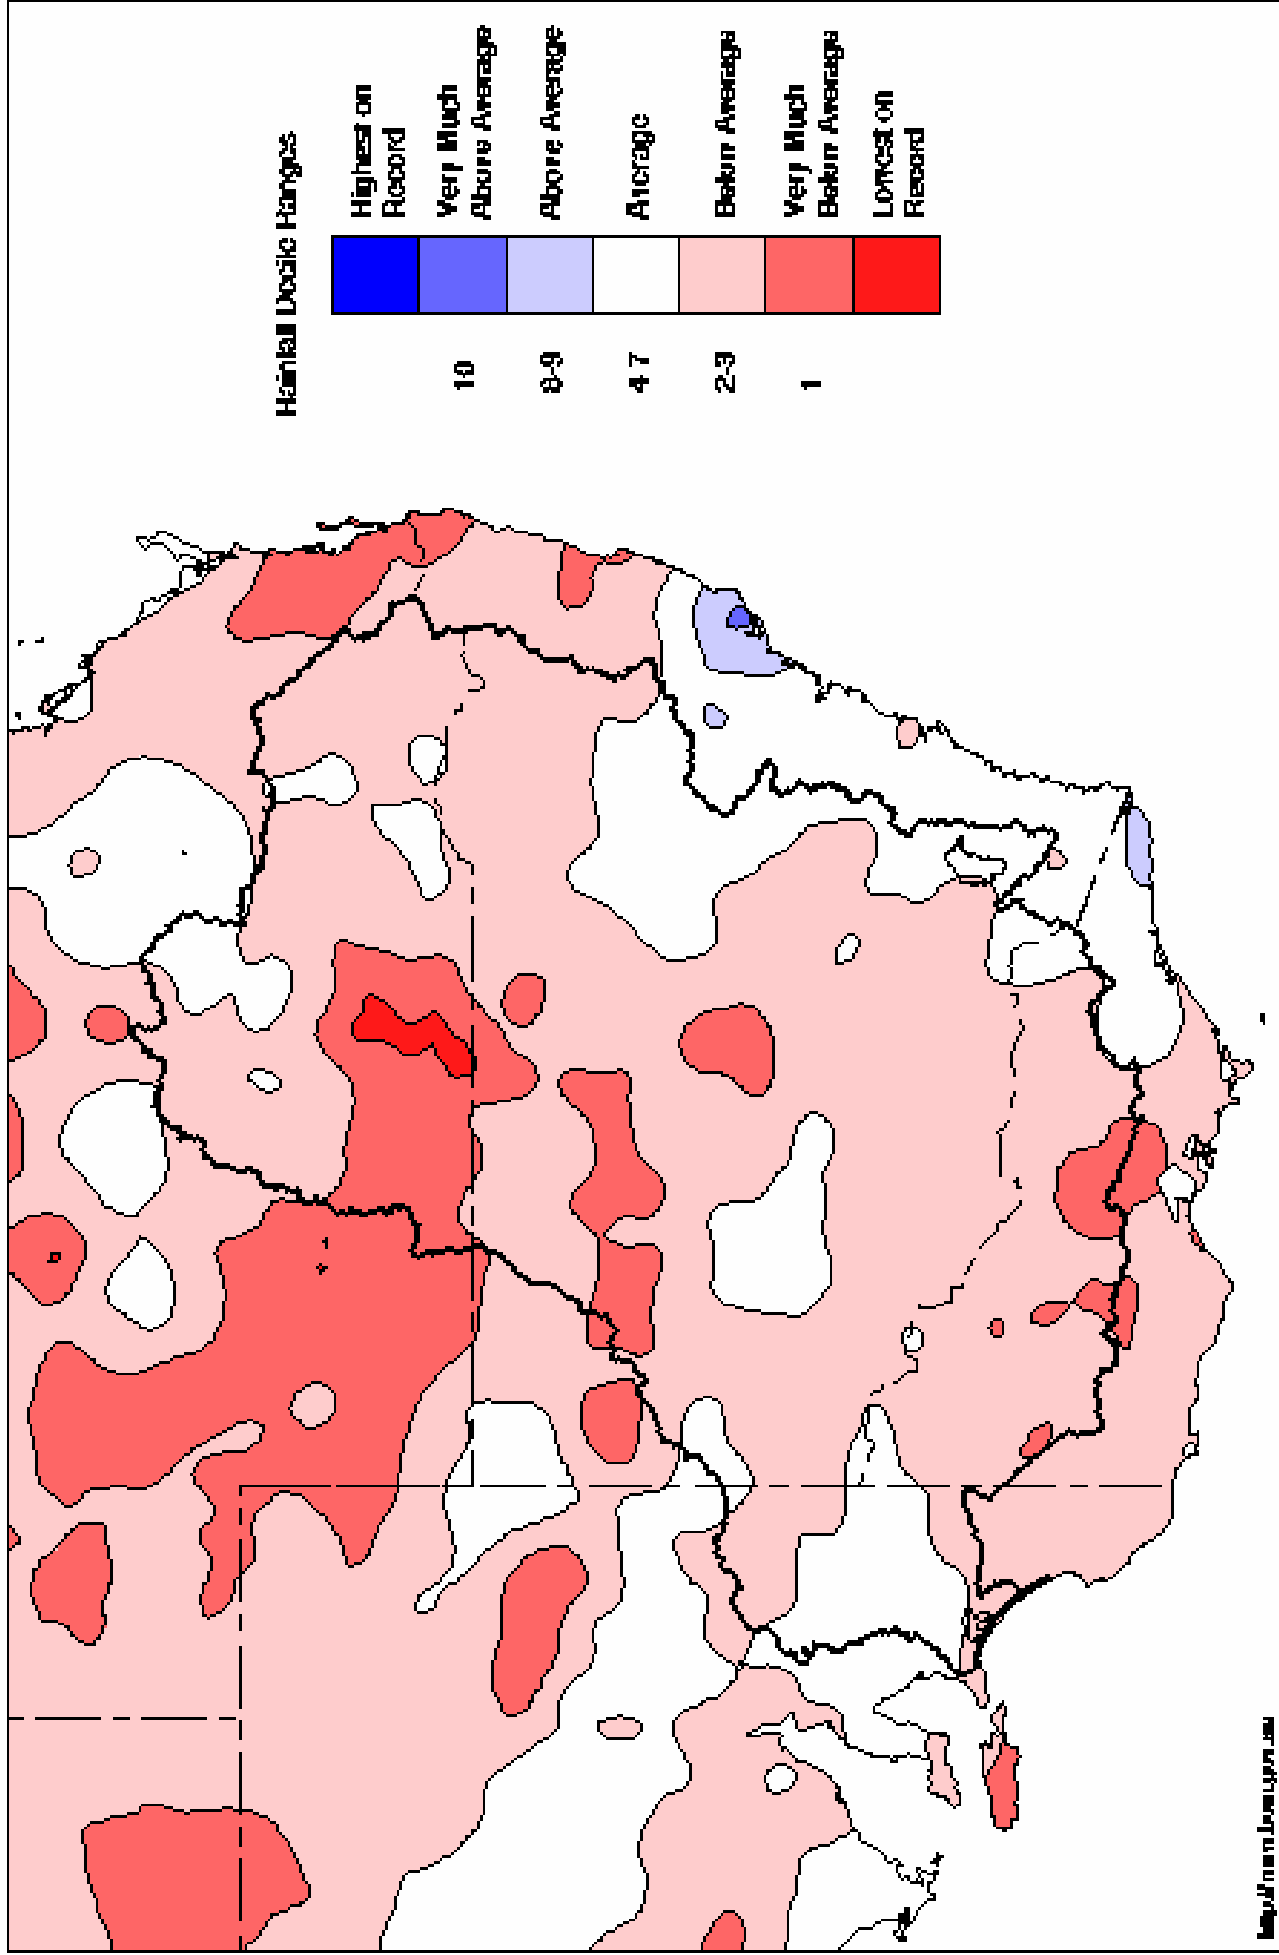 Rainfall Decile Ranges
Highest on
Record
10
Very Much
Above Average
8-9
Above Average
4-7
Average
2-3
Below Average
1
Very Much
Below Average
Lowest on
Record